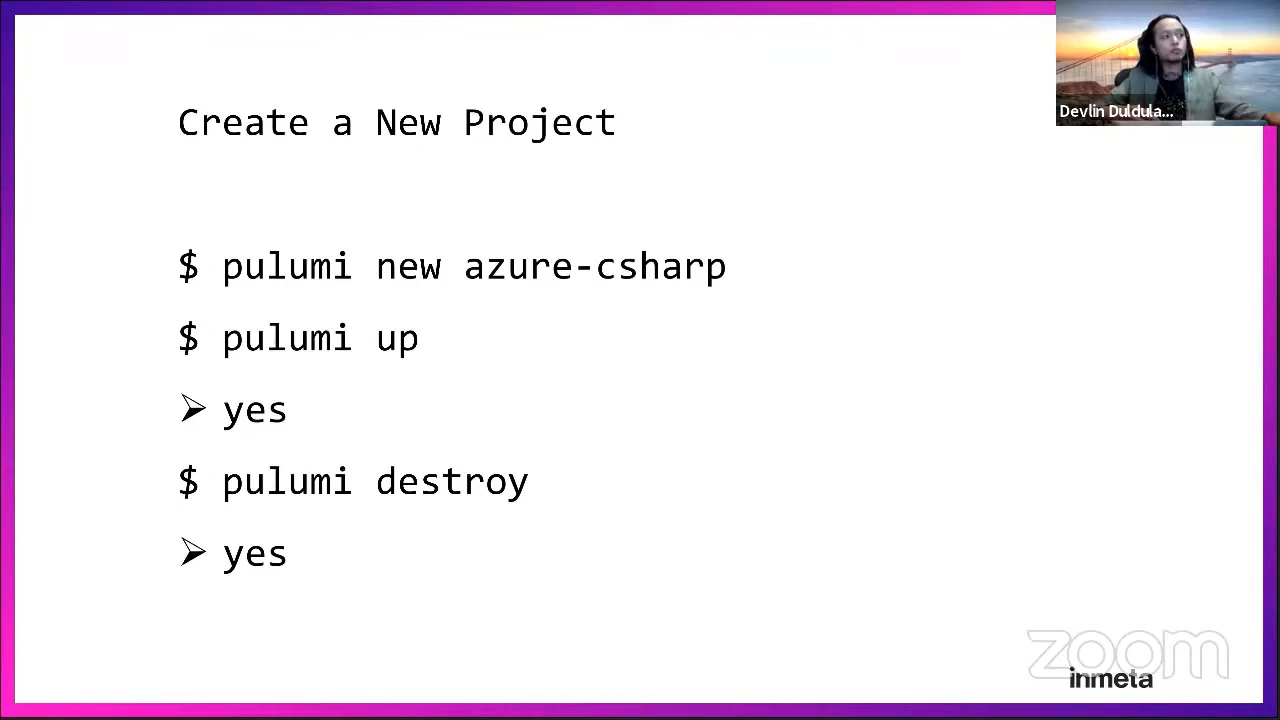 Create a New Project
Devlin Duldula...
$ pulumi new azure-csharp
$ pulumi up
➢ yes
$ pulumi destroy
➢ yes
zoom
inmeta